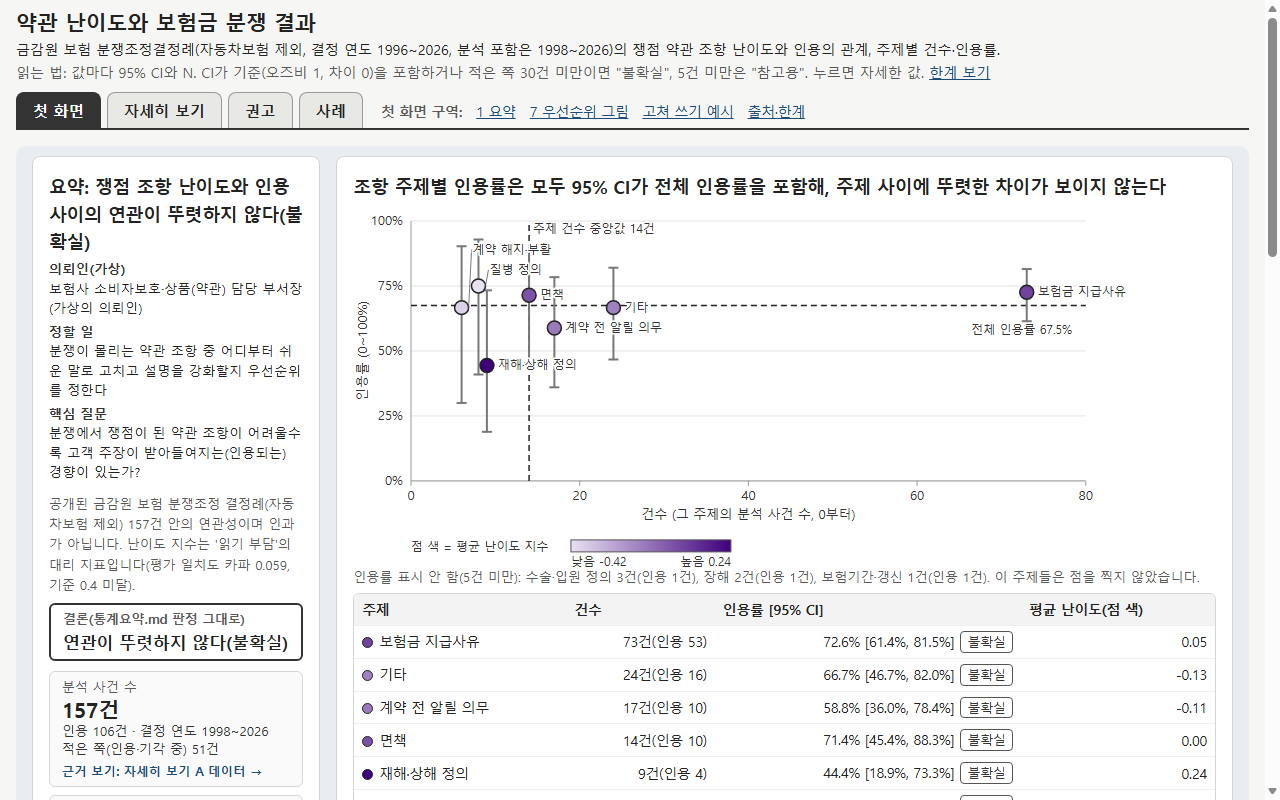 약관 난이도와 보험금 분쟁 결과
금감원 보험 분쟁조정결정례(자동차보험 제외, 결정 연도 1996~2026, 분석 포함은 1998~2026)의 쟁점 약관 조항 난이도와 인용의 관계, 주제별 건수·인용률.
읽는 법: 값마다 95% CI와 N. CI가 기준(오즈비 1, 차이 0)을 포함하거나 적은 쪽 30건 미만이면 "불확실", 5건 미만은 "참고용". 누르면 자세한 값. 한계 보기
첫 화면 자세히 보기 권고 사례 첫 화면 구역: 1 요약 7 우선순위 그림 고쳐 쓰기 예시 출처·한계
요약: 쟁점 조항 난이도와 인용
사이의 연관이 뚜렷하지 않다(불
확실)
의뢰인(가상)
보험사 소비자보호·상품(약관) 담당 부서장
(가상의 의뢰인)
정할 일
분쟁이 몰리는 약관 조항 중 어디부터 쉬
운 말로 고치고 설명을 강화할지 우선순위
를 정한다
핵심 질문
분쟁에서 쟁점이 된 약관 조항이 어려울수
록 고객 주장이 받아들여지는(인용되는)
경향이 있는가?
공개된 금감원 보험 분쟁조정 결정례(자동
차보험 제외) 157건 안의 연관성이며 인과
가 아닙니다. 난이도 지수는 '읽기 부담'의
대리 지표입니다(평가 일치도 카파 0.059,
기준 0.4 미달).
결론(통계요약.md 판정 그대로)
연관이 뚜렷하지 않다(불확실)
분석 사건 수
157건
인용 106건 · 결정 연도 1998~2026
적은 쪽(인용·기각 중) 51건
근거 보기: 자세히 보기 A 데이터 →
조항 주제별 인용률은 모두 95% CI가 전체 인용률을 포함해, 주제 사이에 뚜렷한 차이가 보이지 않는다
100%
75%
50%
25%
0%
인용률 (0~100%)
주제 건수 중앙값 14건
계약 해지·부활
질병 정의
면책
기타
계약 전 알릴 의무
재해·상해 정의
보험금 지급사유
전체 인용률 67.5%
0 20 40 60 80
건수 (그 주제의 분석 사건 수, 0부터)
점 색 = 평균 난이도 지수
낮음 -0.42 높음 0.24
인용률 표시 안 함(5건 미만): 수술·입원 정의 3건(인용 1건), 장해 2건(인용 1건), 보험기간·갱신 1건(인용 1건). 이 주제들은 점을 찍지 않았습니다.
주제 건수 인용률 [95% CI] 평균 난이도(점 색)
보험금 지급사유 73건(인용 53) 72.6% [61.4%, 81.5%] 불확실 0.05
기타 24건(인용 16) 66.7% [46.7%, 82.0%] 불확실 -0.13
계약 전 알릴 의무 17건(인용 10) 58.8% [36.0%, 78.4%] 불확실 -0.11
면책 14건(인용 10) 71.4% [45.4%, 88.3%] 불확실 0.00
재해·상해 정의 9건(인용 4) 44.4% [18.9%, 73.3%] 불확실 0.24